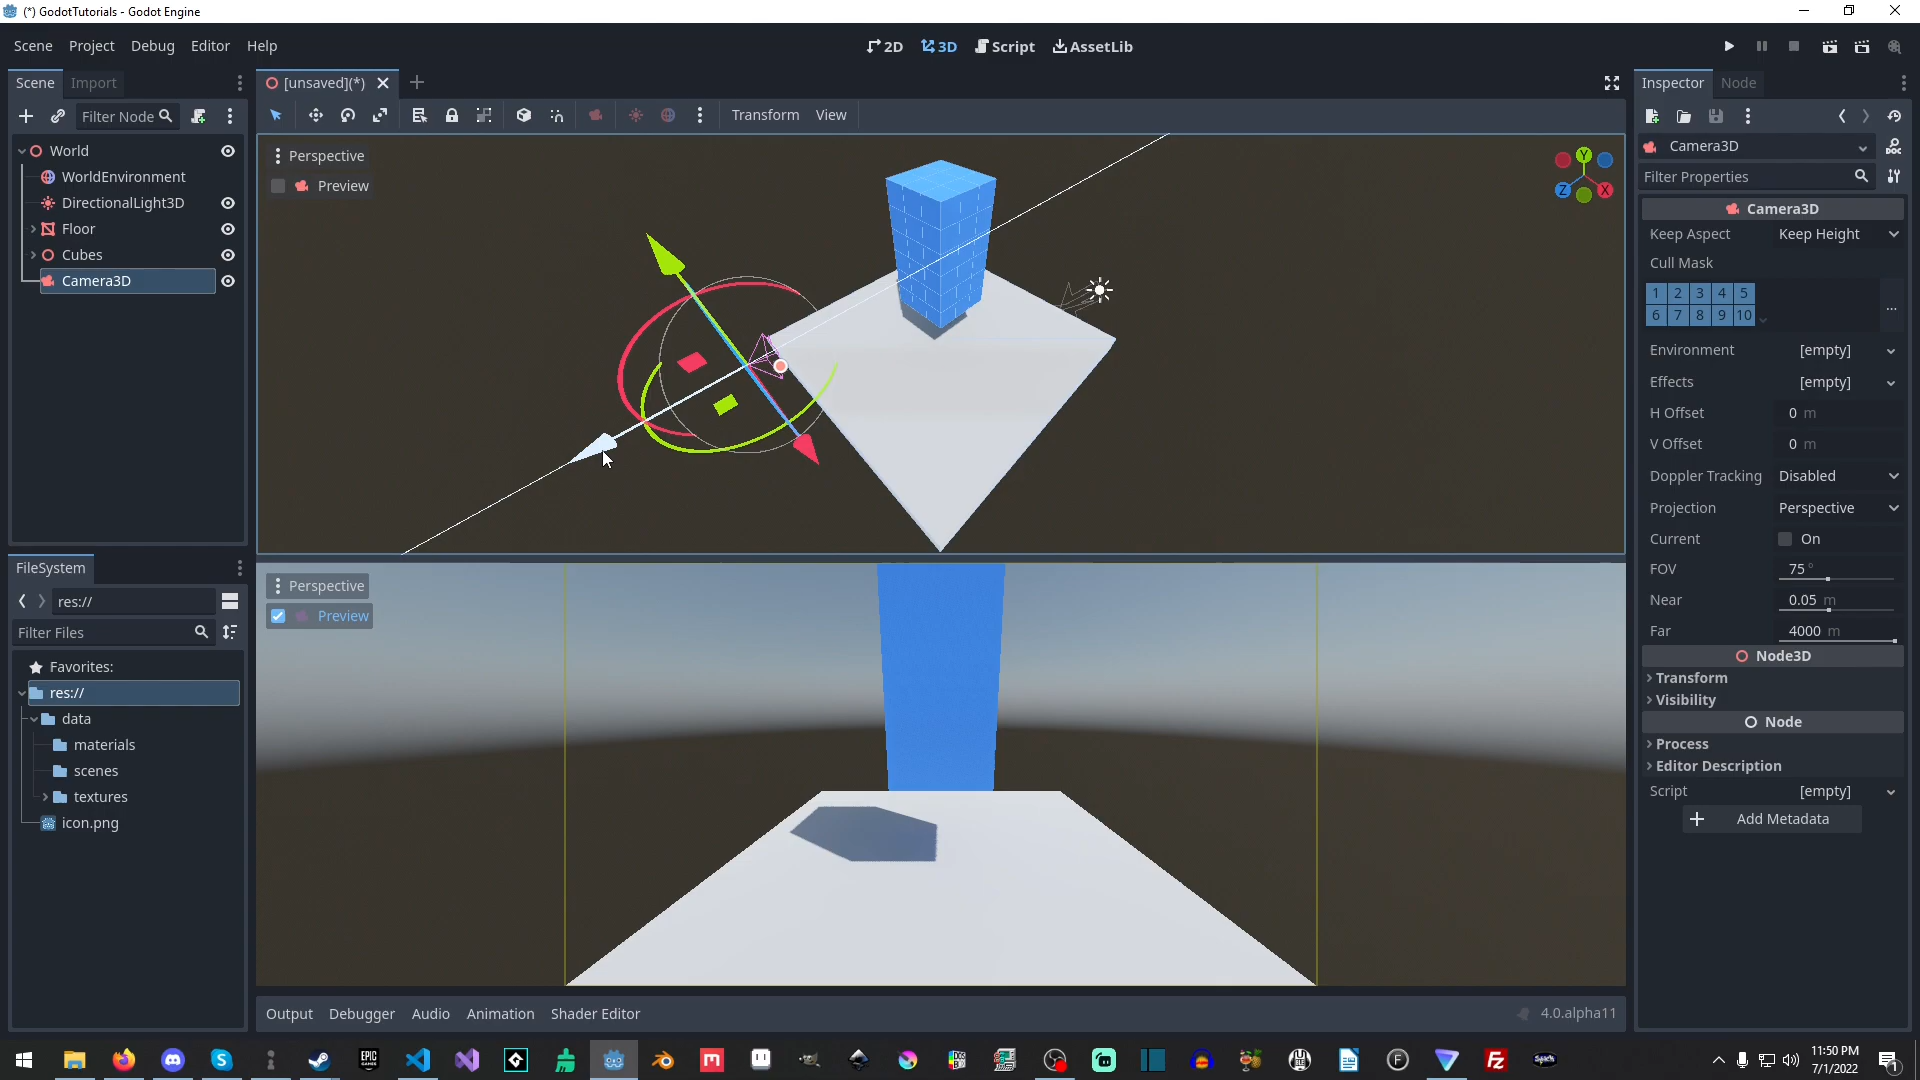 (*) GodotTutorials - Godot Engine
Scene Project Debug Editor Help
2D 3D Script AssetLib
Scene Import
[unsaved](*)
Inspector Node
Filter Node
Transform View
World
WorldEnvironment
DirectionalLight3D
Floor
Cubes
Camera3D
Perspective
Preview
Y
Z
X
Perspective
Preview
FileSystem
res://
Filter Files
Favorites:
res://
data
materials
scenes
textures
icon.png
Camera3D
DOC
Filter Properties
Camera3D
Keep Aspect Keep Height
Cull Mask
1 2 3 4 5
6 7 8 9 10
...
Environment [empty]
Effects [empty]
H Offset 0 m
V Offset 0 m
Doppler Tracking Disabled
Projection Perspective
Current On
FOV 75 °
Near 0.05 m
Far 4000 m
Node3D
Transform
Visibility
Node
Process
Editor Description
Script [empty]
Add Metadata
Output Debugger Audio Animation Shader Editor
4.0.alpha11
EPIC GAMES
11:50 PM
7/1/2022
1